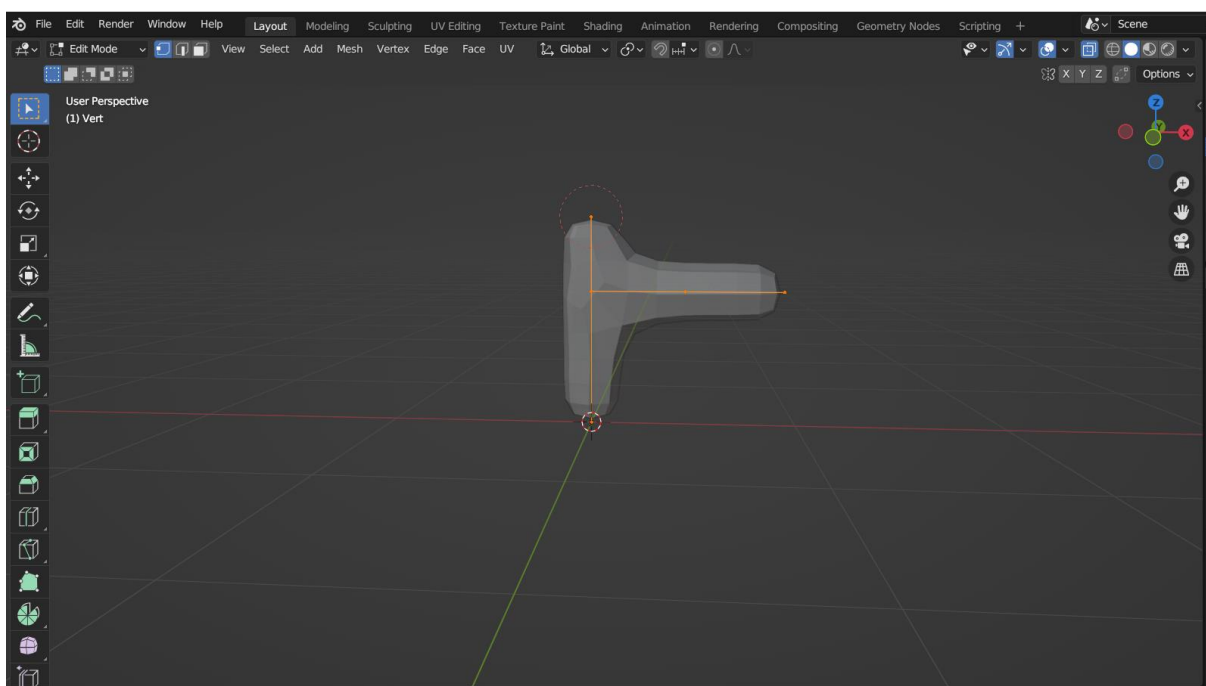 File Edit Render Window Help Layout Modeling Sculpting UV Editing Texture Paint Shading Animation Rendering Compositing Geometry Nodes Scripting + Scene
Edit Mode View Select Add Mesh Vertex Edge Face UV Global
X Y Z Options
User Perspective
(1) Vert
Z
Y
X